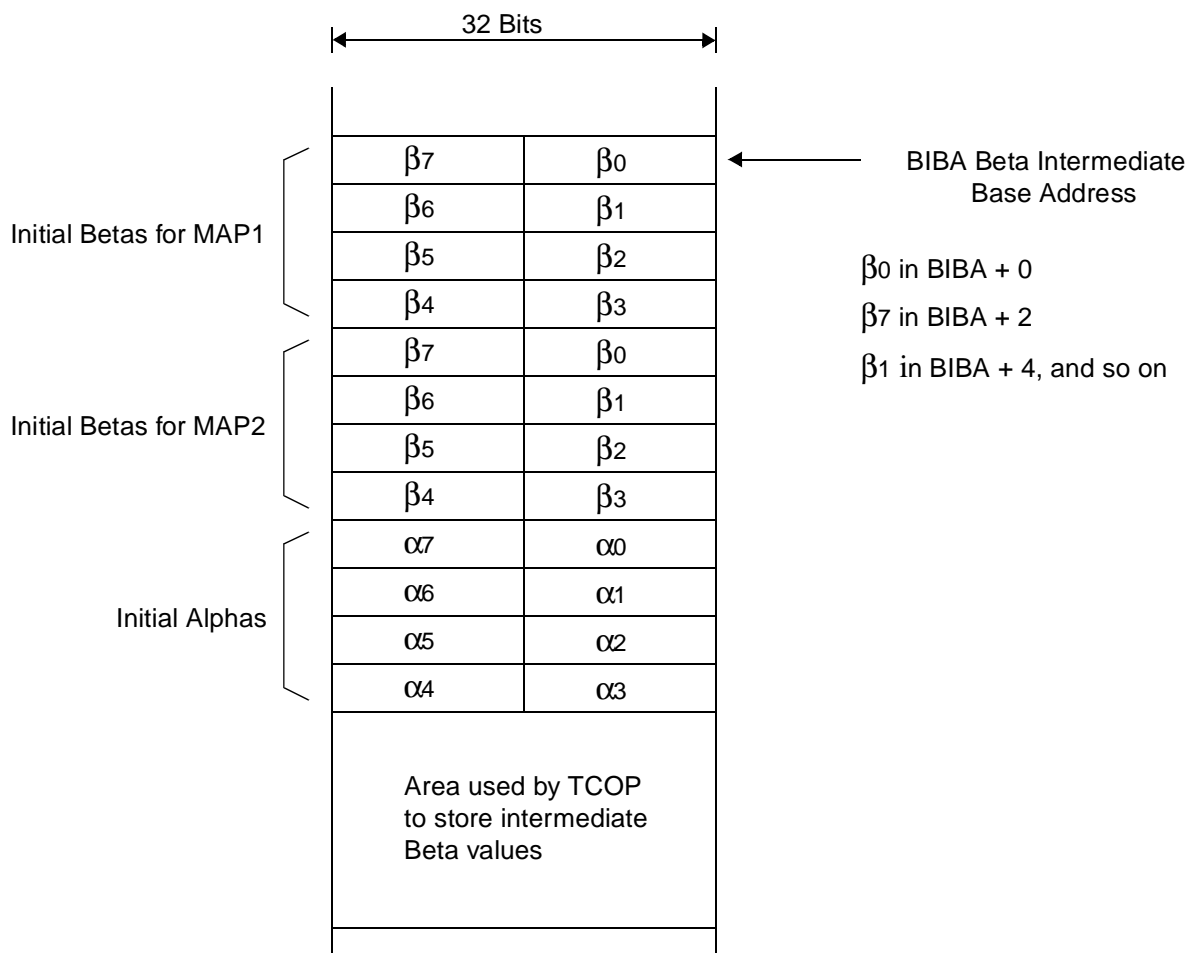 32 Bits
β7 β0
BIBA Beta Intermediate
Base Address
β6 β1
Initial Betas for MAP1
β5 β2
β0 in BIBA + 0
β4 β3
β7 in BIBA + 2
β7 β0
β1 in BIBA + 4, and so on
β6 β1
Initial Betas for MAP2
β5 β2
β4 β3
α7 α0
α6 α1
Initial Alphas
α5 α2
α4 α3
Area used by TCOP
to store intermediate
Beta values